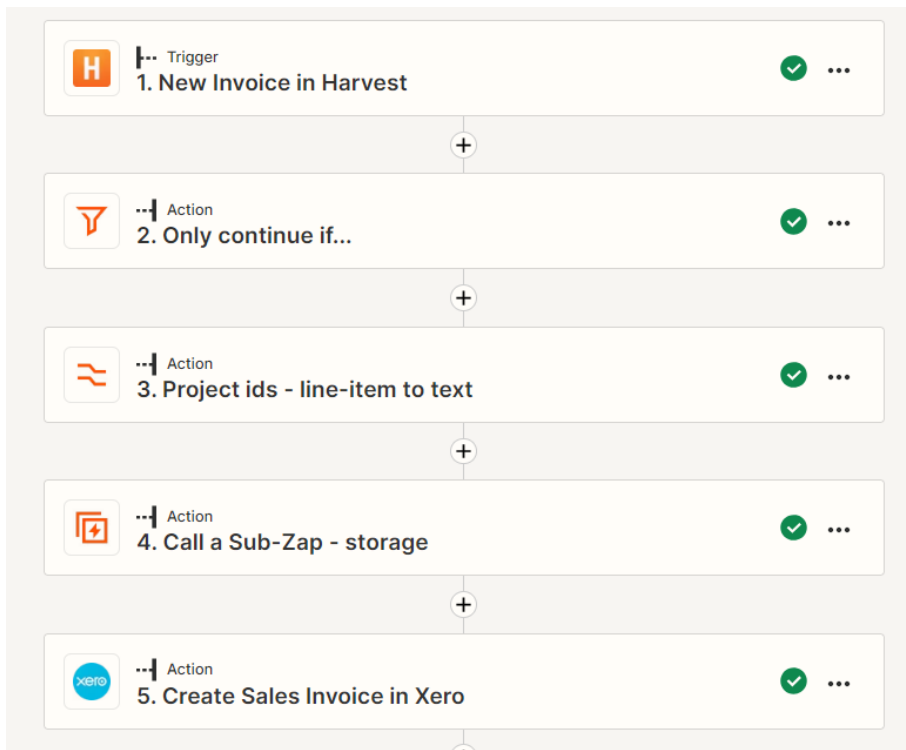 H
Trigger
1. New Invoice in Harvest
Action
2. Only continue if...
Action
3. Project ids - line-item to text
Action
4. Call a Sub-Zap - storage
xero
Action
5. Create Sales Invoice in Xero